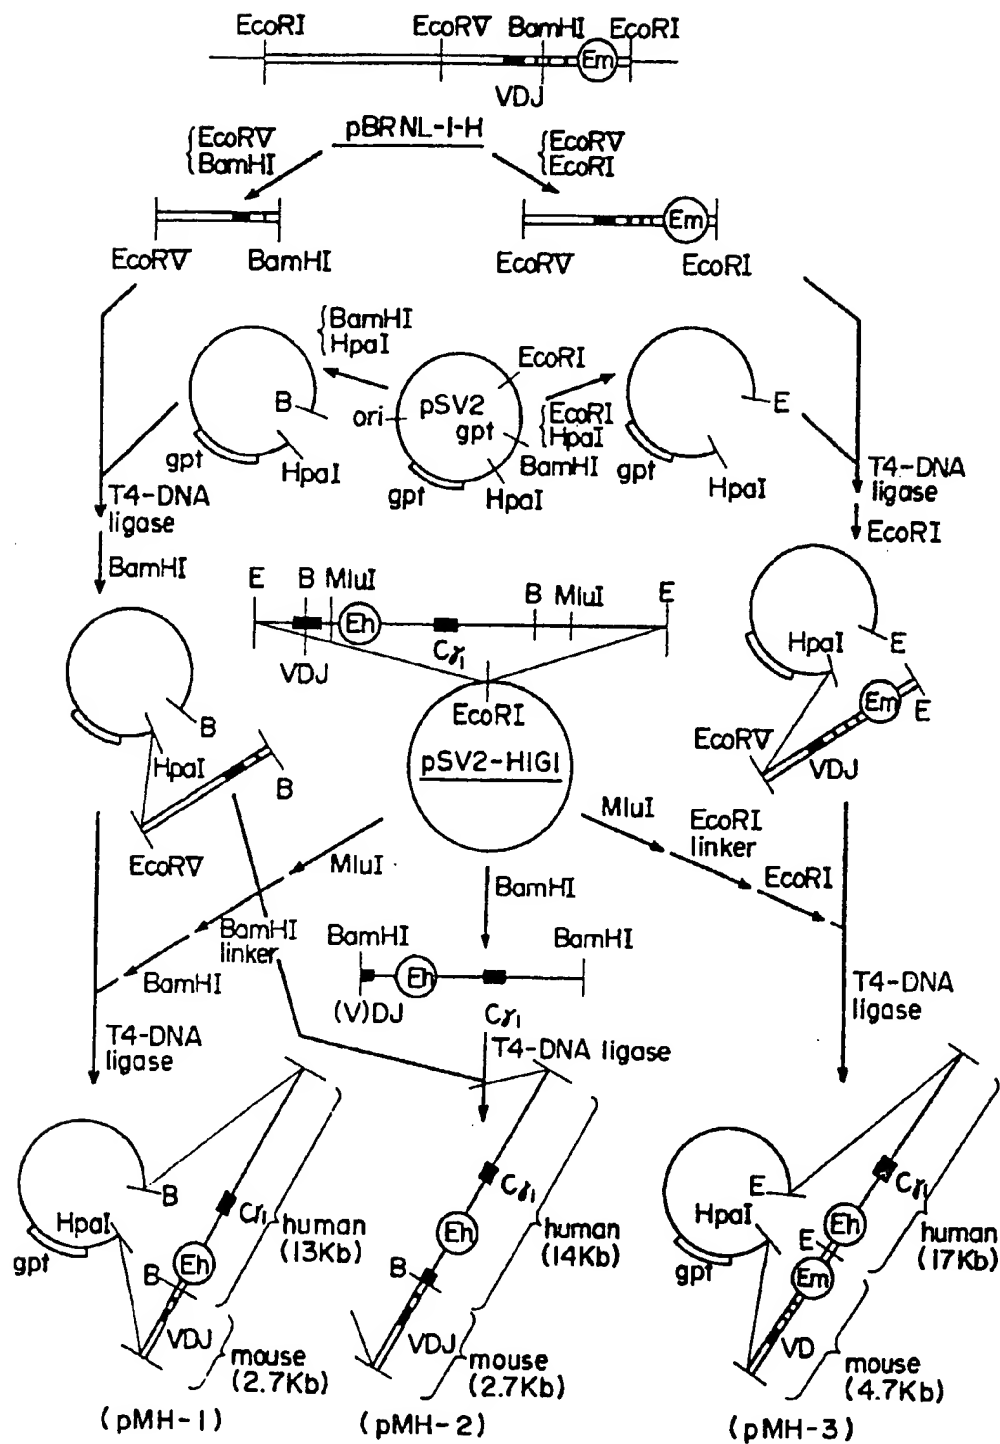 EcoRI EcoRV BamHI EcoRI
Em
VDJ
pBRNL-I-H
{EcoRV
BamHI
{EcoRV
EcoRI
Em
EcoRV BamHI
EcoRV EcoRI
{BamHI
HpaI
EcoRI
B
ori
pSV2
gpt
{EcoRI
HpaI
E
gpt
HpaI
BamHI
gpt
HpaI
gpt
HpaI
T4-DNA
ligase
T4-DNA
ligase
EcoRI
BamHI
E B MluI B MluI E
Eh
VDJ
Cγ1
HpaI
E
B
EcoRI
Em
E
HpaI
pSV2-HIGI
EcoRV
VDJ
B
EcoRV
MluI
MluI
EcoRI
linker
EcoRI
BamHI
BamHI
linker
BamHI
BamHI BamHI
Eh
(V)DJ
Cγ1
T4-DNA
ligase
T4-DNA
ligase
T4-DNA ligase
B
Cγ1
HpaI
gpt
Eh
human
(13Kb)
B
VDJ
mouse
(2.7Kb)
(pMH-1)
Cγ1
Eh
human
(14Kb)
B
VDJ
mouse
(2.7Kb)
(pMH-2)
E
Cγ1
HpaI
gpt
Eh
human
(17Kb)
E
Em
VD
mouse
(4.7Kb)
(pMH-3)